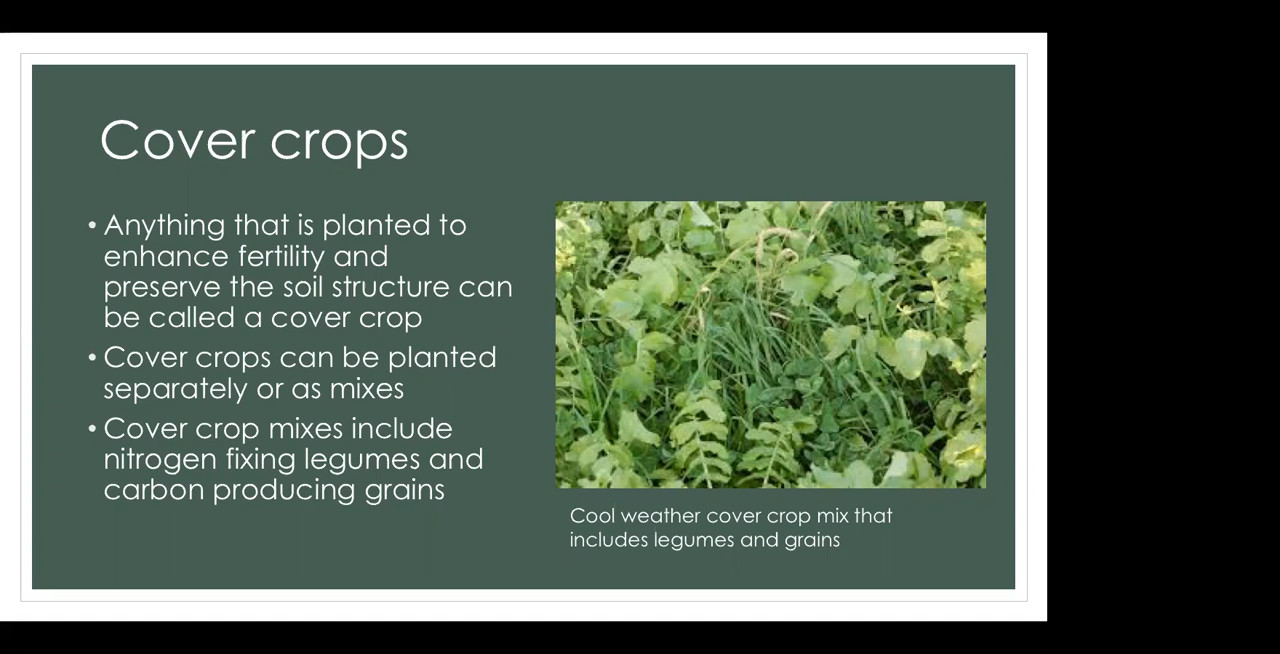 Cover crops
• Anything that is planted to
enhance fertility and
preserve the soil structure can
be called a cover crop
• Cover crops can be planted
separately or as mixes
• Cover crop mixes include
nitrogen fixing legumes and
carbon producing grains
Cool weather cover crop mix that
includes legumes and grains